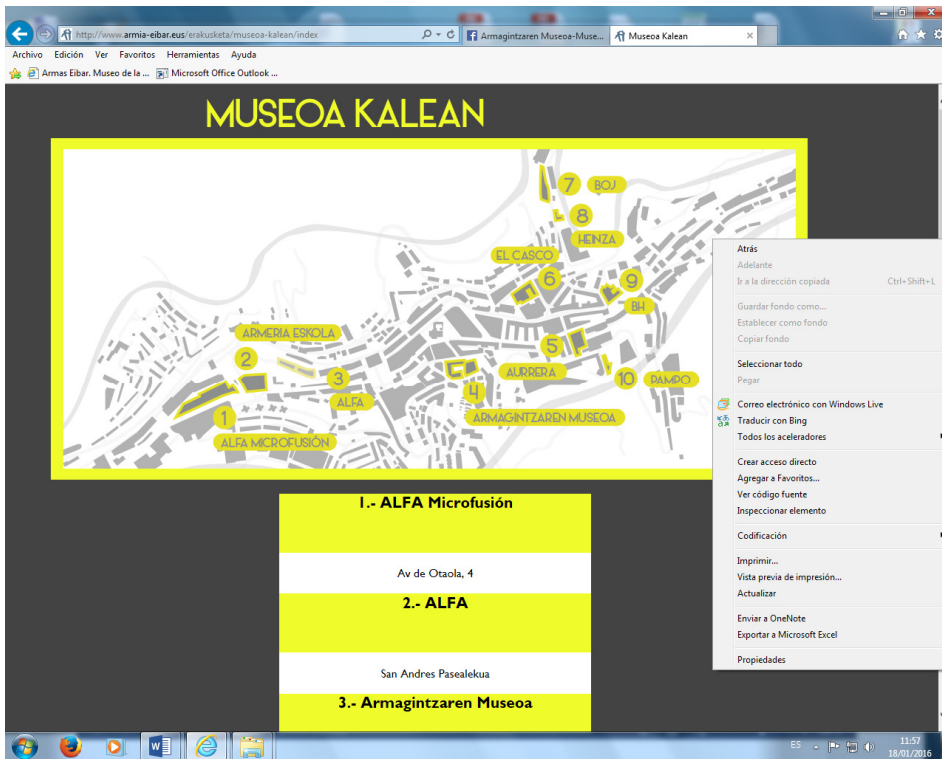 http://www.armia-eibar.eus/erakusketa/museoa-kalean/index
Armagintzaren Museoa-Muse...
Museoa Kalean
Archivo Edición Ver Favoritos Herramientas Ayuda
Armas Eibar. Museo de la ... Microsoft Office Outlook ...
MUSEOA KALEAN
7 BOJ
8
HEINZA
EL CASCO
6
9
BH
ARMERIA ESKOLA
2
5
3
AURRERA
10 PAMPO
ALFA
4
1
ARMAGINTZAREN MUSEOA
ALFA MICROFUSIÓN
Atrás
Adelante
Ir a la dirección copiada Ctrl+Shift+L
Guardar fondo como...
Establecer como fondo
Copiar fondo
Seleccionar todo
Pegar
Correo electrónico con Windows Live
Traducir con Bing
Todos los aceleradores
Crear acceso directo
Agregar a Favoritos...
Ver código fuente
Inspeccionar elemento
Codificación
Imprimir...
Vista previa de impresión...
Actualizar
Enviar a OneNote
Exportar a Microsoft Excel
Propiedades
1.- ALFA Microfusión
Av de Otaola, 4
2.- ALFA
San Andres Pasealekua
3.- Armagintzaren Museoa
ES
11:57
18/01/2016